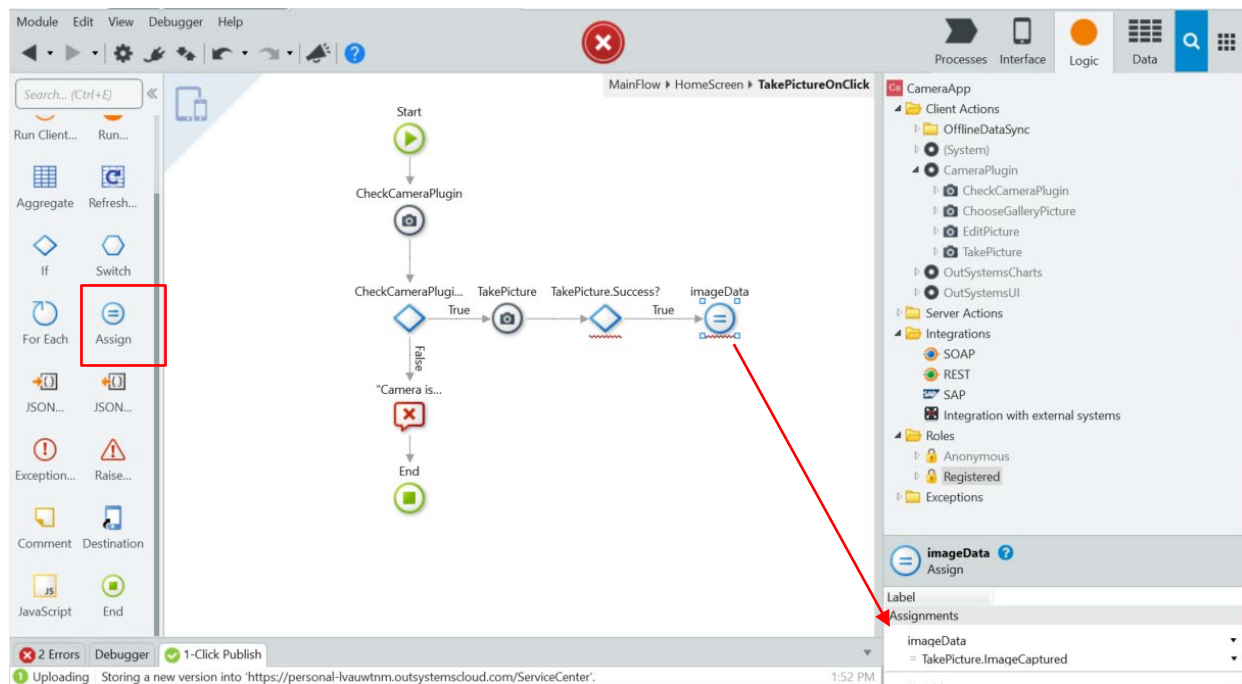 Module Edit View Debugger Help
Processes Interface Logic Data
Search... (Ctrl+E)
Run Client... Run...
Aggregate Refresh...
If Switch
For Each Assign
JSON... JSON...
Exception... Raise...
Comment Destination
JS
JavaScript End
MainFlow HomeScreen TakePictureOnClick
Start
CheckCameraPlugin
CheckCameraPlugi... TakePicture TakePicture.Success? imageData
True True
False
"Camera is...
End
Ca CameraApp
Client Actions
OfflineDataSync
(System)
CameraPlugin
CheckCameraPlugin
ChooseGalleryPicture
EditPicture
TakePicture
OutSystemsCharts
OutSystemsUI
Server Actions
Integrations
SOAP
REST
SAP SAP
Integration with external systems
Roles
Anonymous
Registered
Exceptions
imageData ?
Assign
Label
Assignments
imageData
= TakePicture.ImageCaptured
2 Errors Debugger 1-Click Publish
1 Uploading Storing a new version into 'https://personal-lvauwtnm.outsystemscloud.com/ServiceCenter'. 1:52 PM